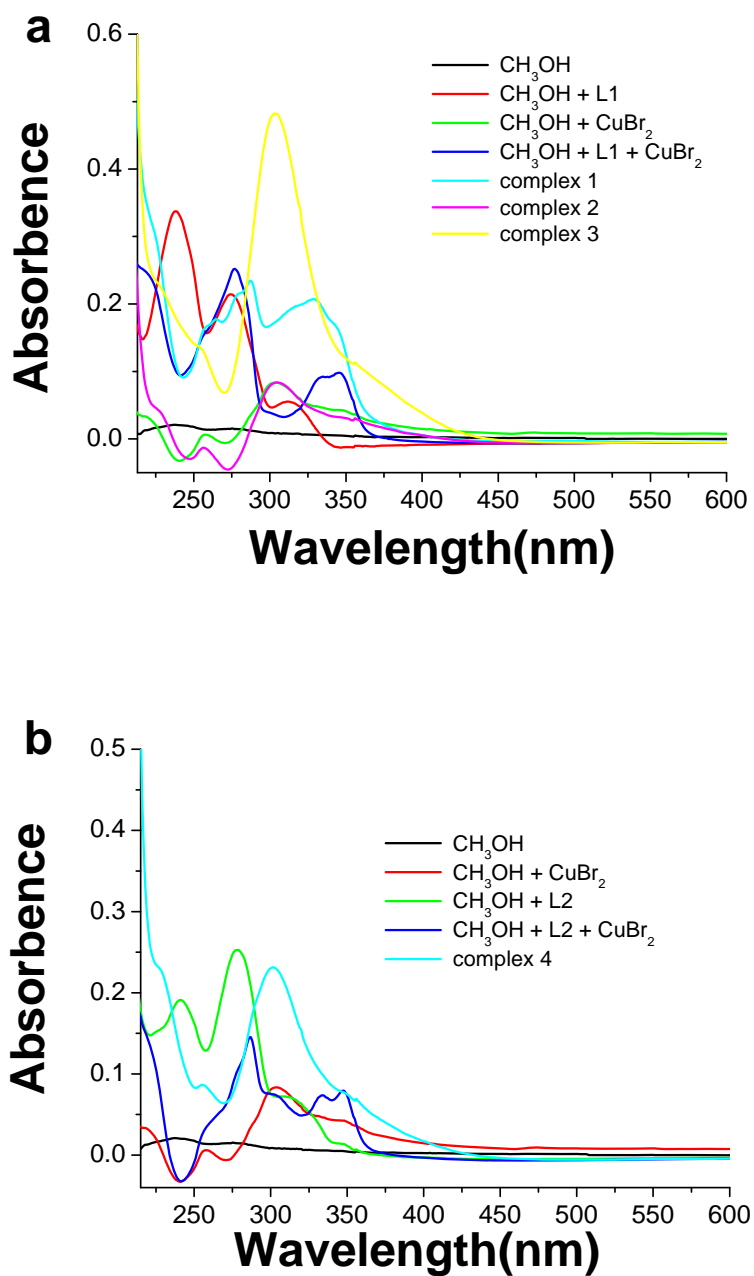 a
0.6
0.4
0.2
0.0
Absorbence
CH₃OH
CH₃OH + L1
CH₃OH + CuBr₂
CH₃OH + L1 + CuBr₂
complex 1
complex 2
complex 3
250 300 350 400 450 500 550 600
Wavelength(nm)
b
0.5
0.4
0.3
0.2
0.1
0.0
Absorbence
CH₃OH
CH₃OH + CuBr₂
CH₃OH + L2
CH₃OH + L2 + CuBr₂
complex 4
250 300 350 400 450 500 550 600
Wavelength(nm)